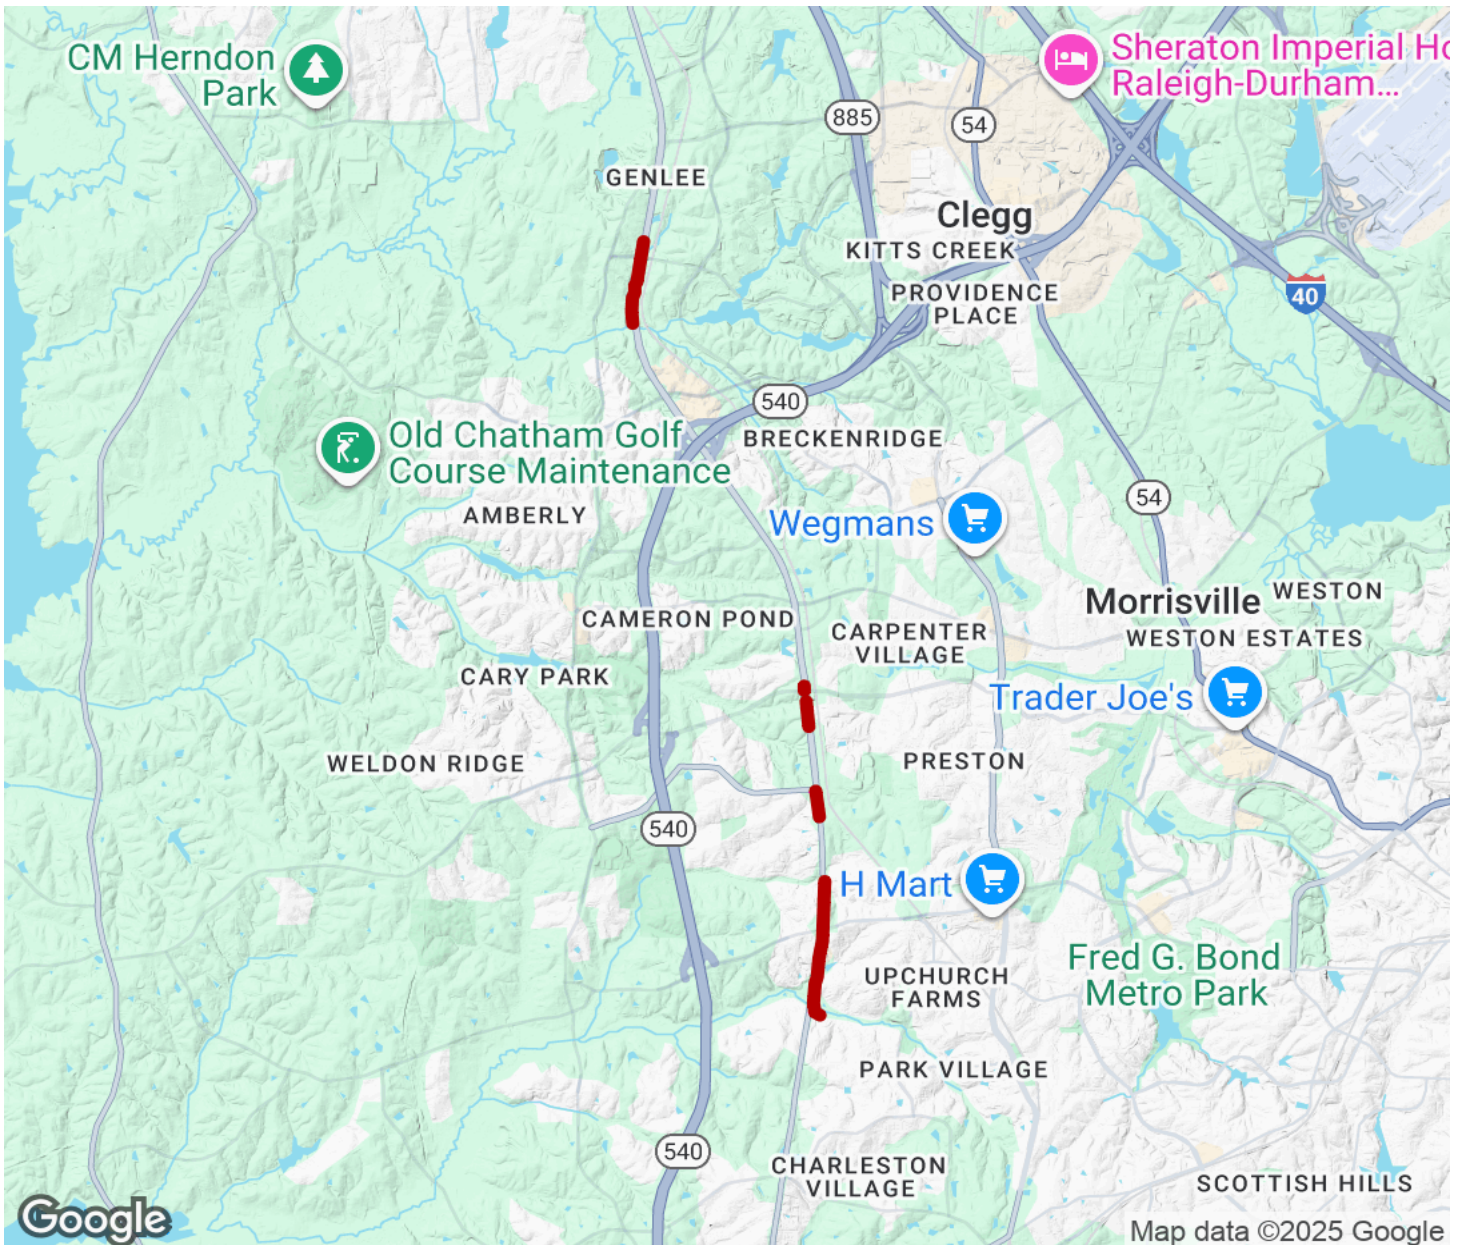 CM Herndon
Park
Sheraton Imperial Ho
Raleigh-Durham...
885
54
GENLEE
Clegg
KITTS CREEK
PROVIDENCE
PLACE
40
540
BRECKENRIDGE
Old Chatham Golf
Course Maintenance
AMBERLY
Wegmans
54
Morrisville
WESTON
CAMERON POND
CARPENTER
VILLAGE
WESTON ESTATES
CARY PARK
Trader Joe's
WELDON RIDGE
PRESTON
540
H Mart
UPCHURCH
FARMS
Fred G. Bond
Metro Park
PARK VILLAGE
540
CHARLESTON
VILLAGE
SCOTTISH HILLS
Google
Map data ©2025 Google